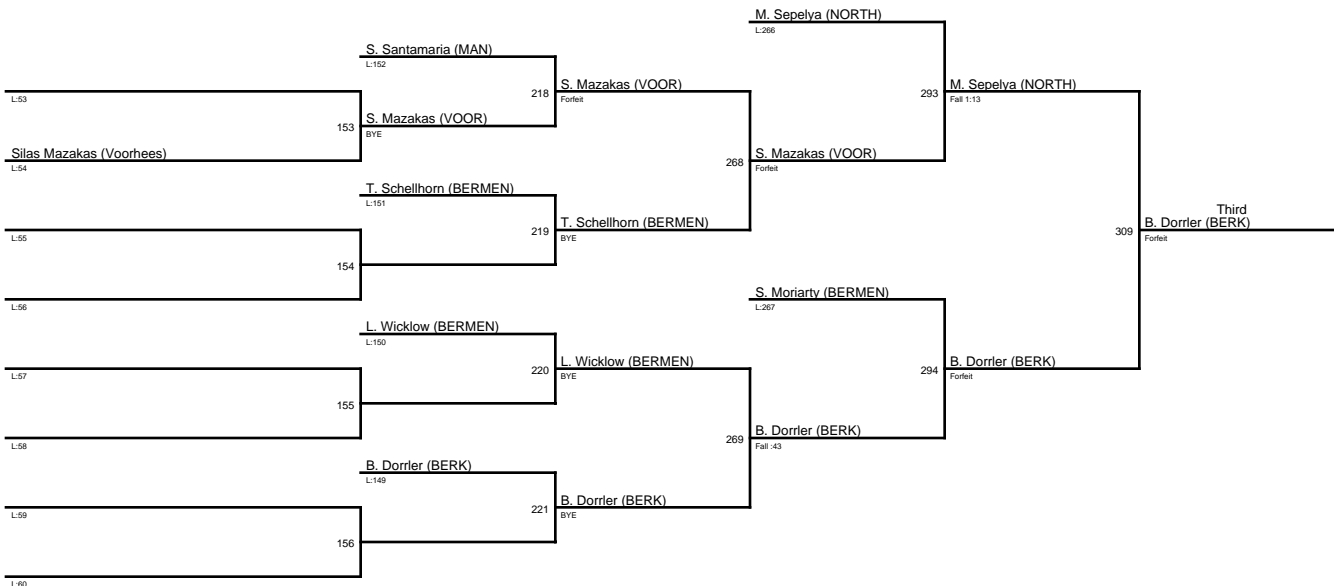 M. Sepelya (NORTH)
L:266
S. Santamaria (MAN)
L:152
218
S. Mazakas (VOOR)
Forfeit
293
M. Sepelya (NORTH)
Fall 1:13
L:53
153
S. Mazakas (VOOR)
BYE
Silas Mazakas (Voorhees)
L:54
268
S. Mazakas (VOOR)
Forfeit
T. Schellhorn (BERMEN)
L:151
219
T. Schellhorn (BERMEN)
BYE
L:55
154
L:56
Third
309
B. Dorrler (BERK)
Forfeit
S. Moriarty (BERMEN)
L:267
L. Wicklow (BERMEN)
L:150
220
L. Wicklow (BERMEN)
BYE
294
B. Dorrler (BERK)
Forfeit
L:57
155
L:58
269
B. Dorrler (BERK)
Fall :43
B. Dorrler (BERK)
L:149
221
B. Dorrler (BERK)
BYE
L:59
156
L:60